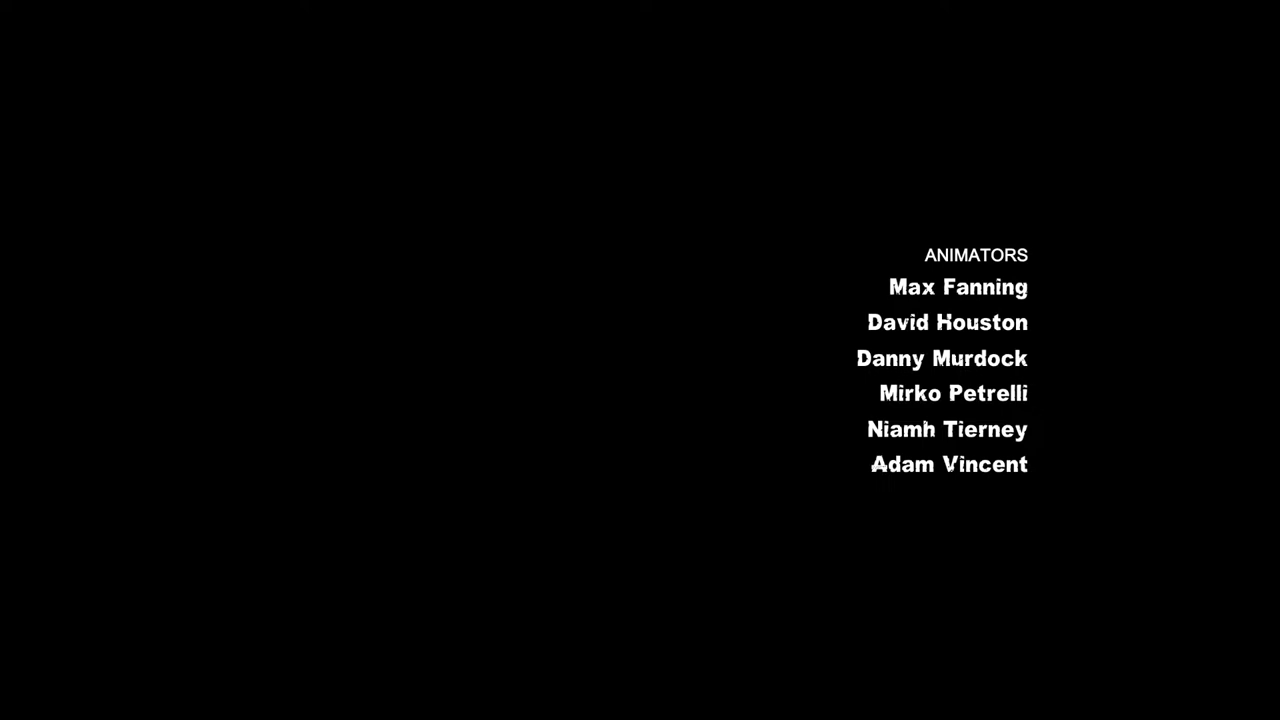 ANIMATORS
Max Fanning
David Houston
Danny Murdock
Mirko Petrelli
Niamh Tierney
Adam Vincent